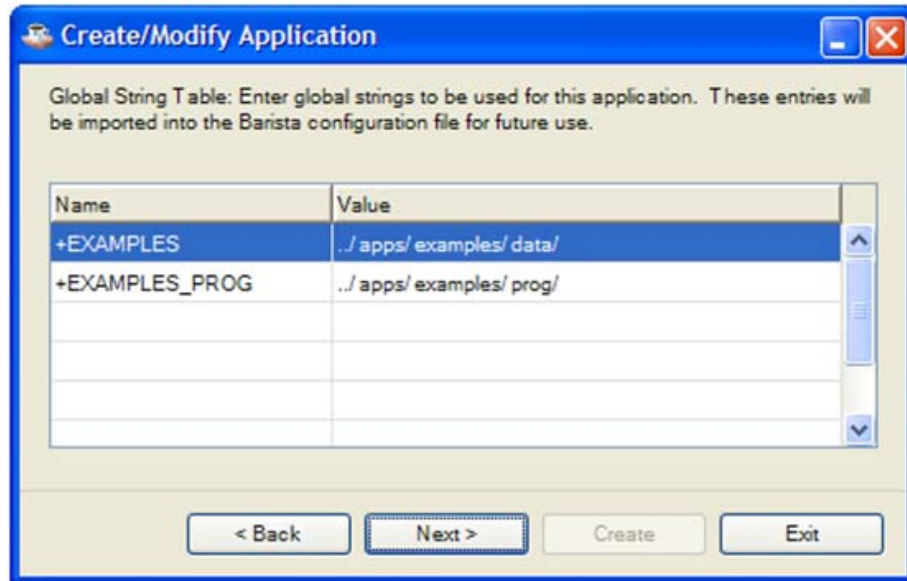 Create/Modify Application
Global String Table: Enter global strings to be used for this application. These entries will
be imported into the Barista configuration file for future use.
Name Value
+EXAMPLES ../apps/examples/data/
+EXAMPLES_PROG ../apps/examples/prog/
< Back Next > Create Exit